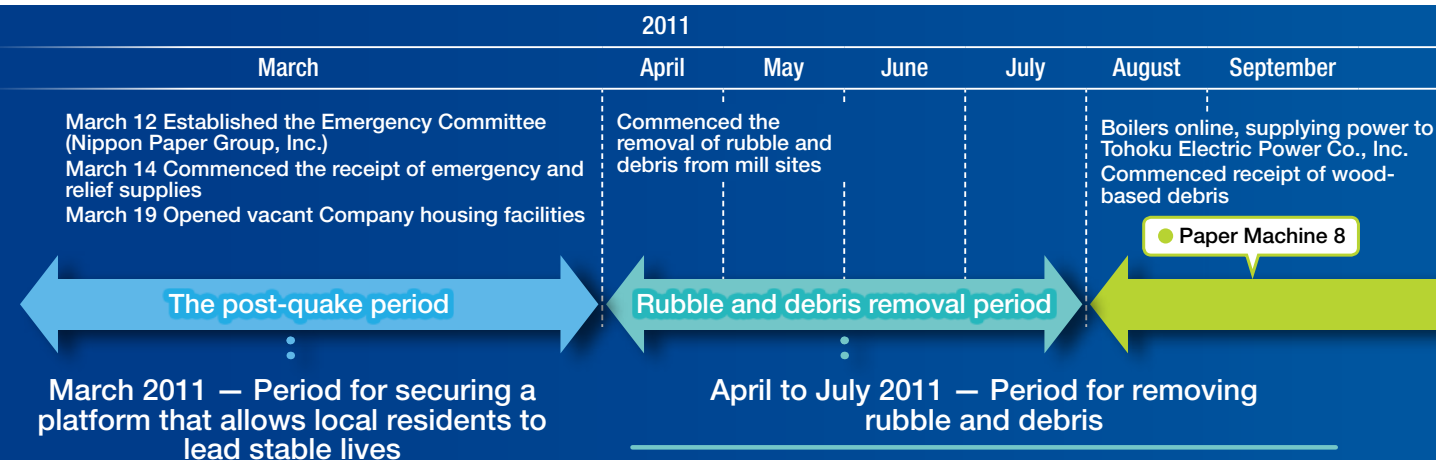 2011
March
April
May
June
July
August
September
March 12 Established the Emergency Committee
(Nippon Paper Group, Inc.)
March 14 Commenced the receipt of emergency and
relief supplies
March 19 Opened vacant Company housing facilities
Commenced the
removal of rubble and
debris from mill sites
Boilers online, supplying power to
Tohoku Electric Power Co., Inc.
Commenced receipt of wood-
based debris
Paper Machine 8
The post-quake period
Rubble and debris removal period
March 2011 — Period for securing a
platform that allows local residents to
lead stable lives
April to July 2011 — Period for removing
rubble and debris